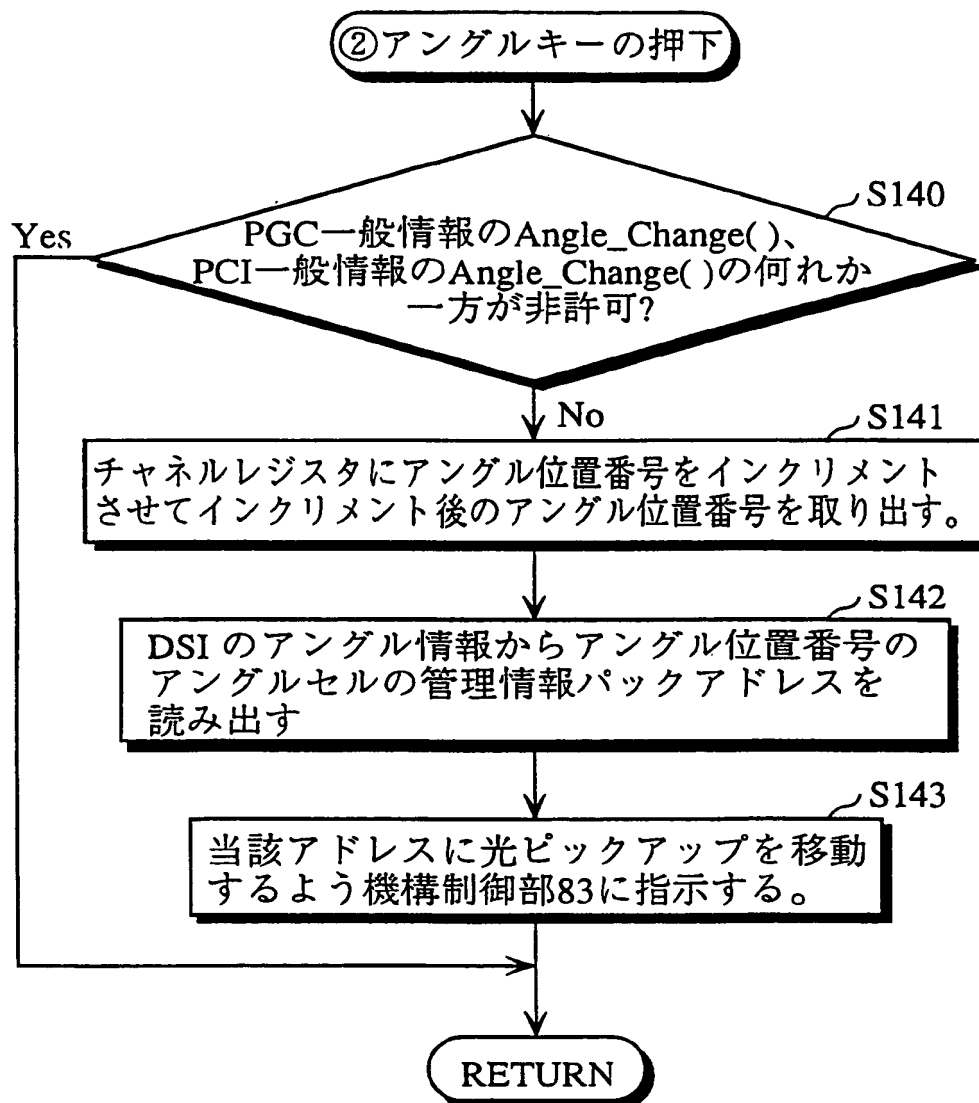 ②アングルキーの押下
S140
Yes
PGC一般情報のAngle_Change( )、
PCI一般情報のAngle_Change( )の何れか
一方が非許可?
No
S141
チャネルレジスタにアングル位置番号をインクリメント
させてインクリメント後のアングル位置番号を取り出す。
S142
DSI のアングル情報からアングル位置番号の
アングルセルの管理情報パックアドレスを
読み出す
S143
当該アドレスに光ピックアップを移動
するよう機構制御部83に指示する。
RETURN